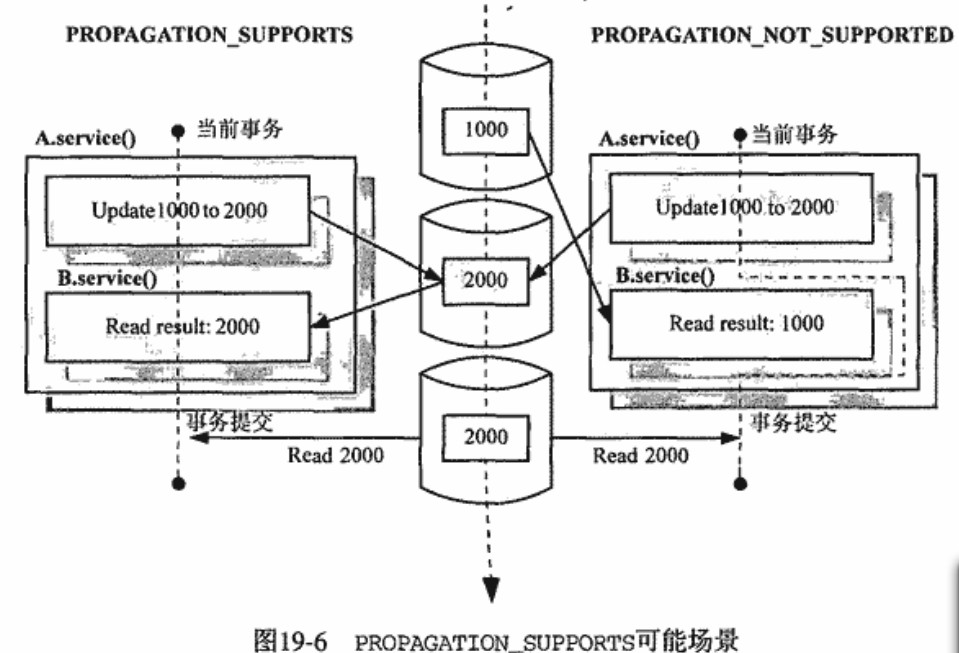 PROPAGATION_SUPPORTS
PROPAGATION_NOT_SUPPORTED
A.service()
当前事务
1000
A.service()
当前事务
Update1000 to 2000
Update1000 to 2000
B.service()
2000
B.service()
Read result: 2000
Read result: 1000
事务提交
2000
事务提交
Read 2000
Read 2000
图19-6 PROPAGATION_SUPPORTS可能场景